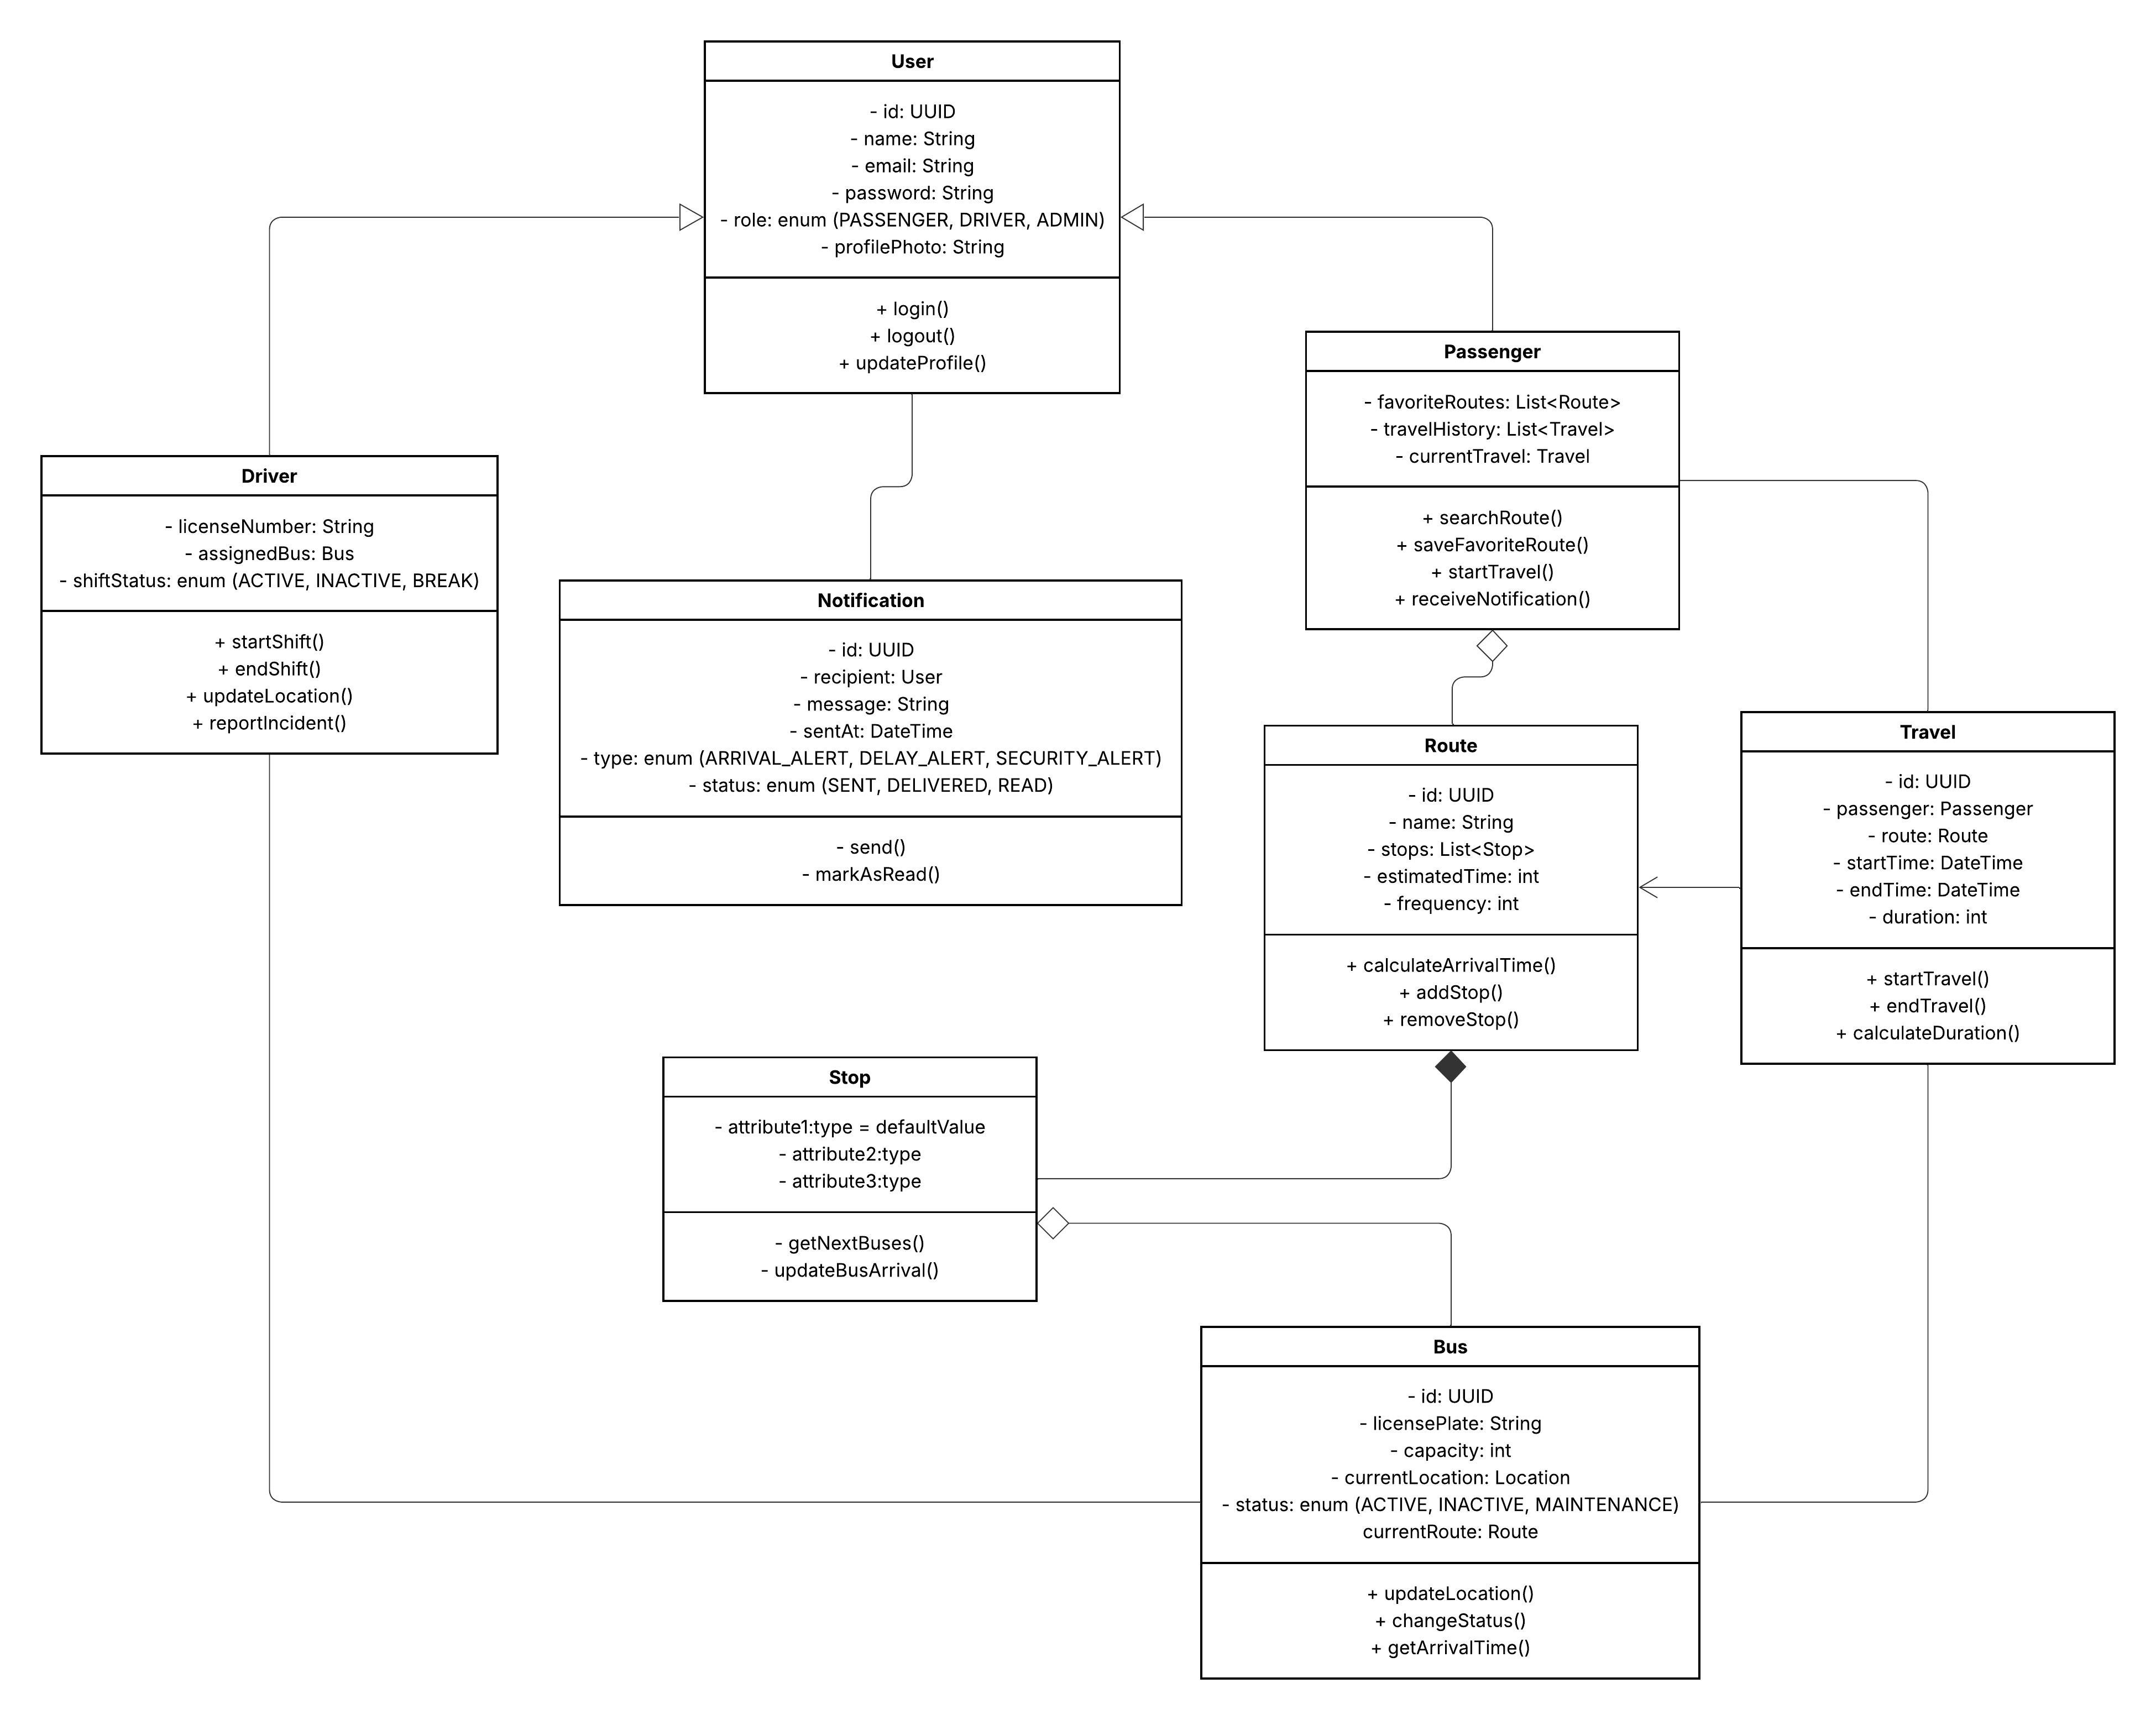 User
- id: UUID
- name: String
- email: String
- password: String
- role: enum (PASSENGER, DRIVER, ADMIN)
- profilePhoto: String
+ login()
+ logout()
+ updateProfile()
Passenger
- favoriteRoutes: List<Route>
- travelHistory: List<Travel>
- currentTravel: Travel
+ searchRoute()
+ saveFavoriteRoute()
+ startTravel()
+ receiveNotification()
Driver
- licenseNumber: String
- assignedBus: Bus
- shiftStatus: enum (ACTIVE, INACTIVE, BREAK)
+ startShift()
+ endShift()
+ updateLocation()
+ reportIncident()
Notification
- id: UUID
- recipient: User
- message: String
- sentAt: DateTime
- type: enum (ARRIVAL_ALERT, DELAY_ALERT, SECURITY_ALERT)
- status: enum (SENT, DELIVERED, READ)
- send()
- markAsRead()
Route
- id: UUID
- name: String
- stops: List<Stop>
- estimatedTime: int
- frequency: int
+ calculateArrivalTime()
+ addStop()
+ removeStop()
Travel
- id: UUID
- passenger: Passenger
- route: Route
- startTime: DateTime
- endTime: DateTime
- duration: int
+ startTravel()
+ endTravel()
+ calculateDuration()
Stop
- attribute1:type = defaultValue
- attribute2:type
- attribute3:type
- getNextBuses()
- updateBusArrival()
Bus
- id: UUID
- licensePlate: String
- capacity: int
- currentLocation: Location
- status: enum (ACTIVE, INACTIVE, MAINTENANCE)
currentRoute: Route
+ updateLocation()
+ changeStatus()
+ getArrivalTime()